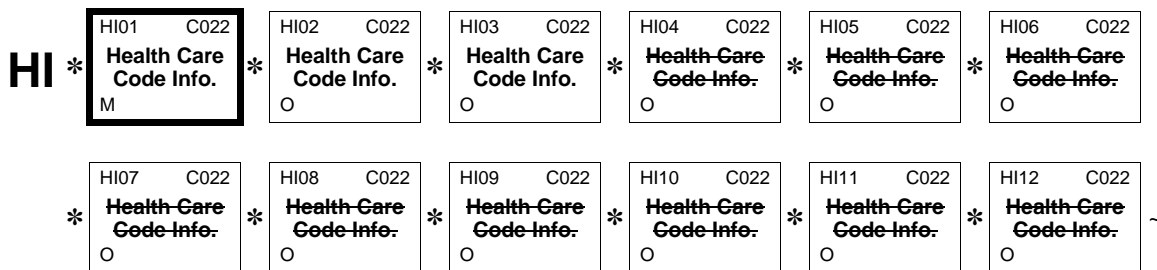 HI01 C022 HI02 C022 HI03 C022 HI04 C022 HI05 C022 HI06 C022
HI * Health Care * Health Care * Health Care * Health Care * Health Care * Health Care
Code Info. Code Info. Code Info. Code Info. Code Info. Code Info.
M O O O O O
HI07 C022 HI08 C022 HI09 C022 HI10 C022 HI11 C022 HI12 C022
* Health Care * Health Care * Health Care * Health Care * Health Care * Health Care ~
Code Info. Code Info. Code Info. Code Info. Code Info. Code Info.
O O O O O O